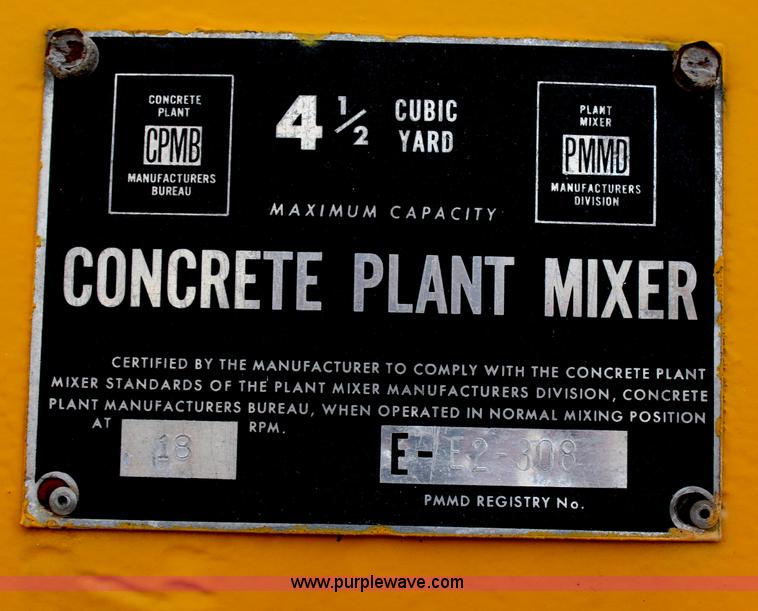 CONCRETE
PLANT
CPMB
MANUFACTURERS
BUREAU
4 1/2 CUBIC
YARD
PLANT
MIXER
PMMD
MANUFACTURERS
DIVISION
MAXIMUM CAPACITY
CONCRETE PLANT MIXER
CERTIFIED BY THE MANUFACTURER TO COMPLY WITH THE CONCRETE PLANT
MIXER STANDARDS OF THE PLANT MIXER MANUFACTURERS DIVISION, CONCRETE
PLANT MANUFACTURERS BUREAU, WHEN OPERATED IN NORMAL MIXING POSITION
AT 18 RPM.
E- E2-308
PMMD REGISTRY No.
www.purplewave.com